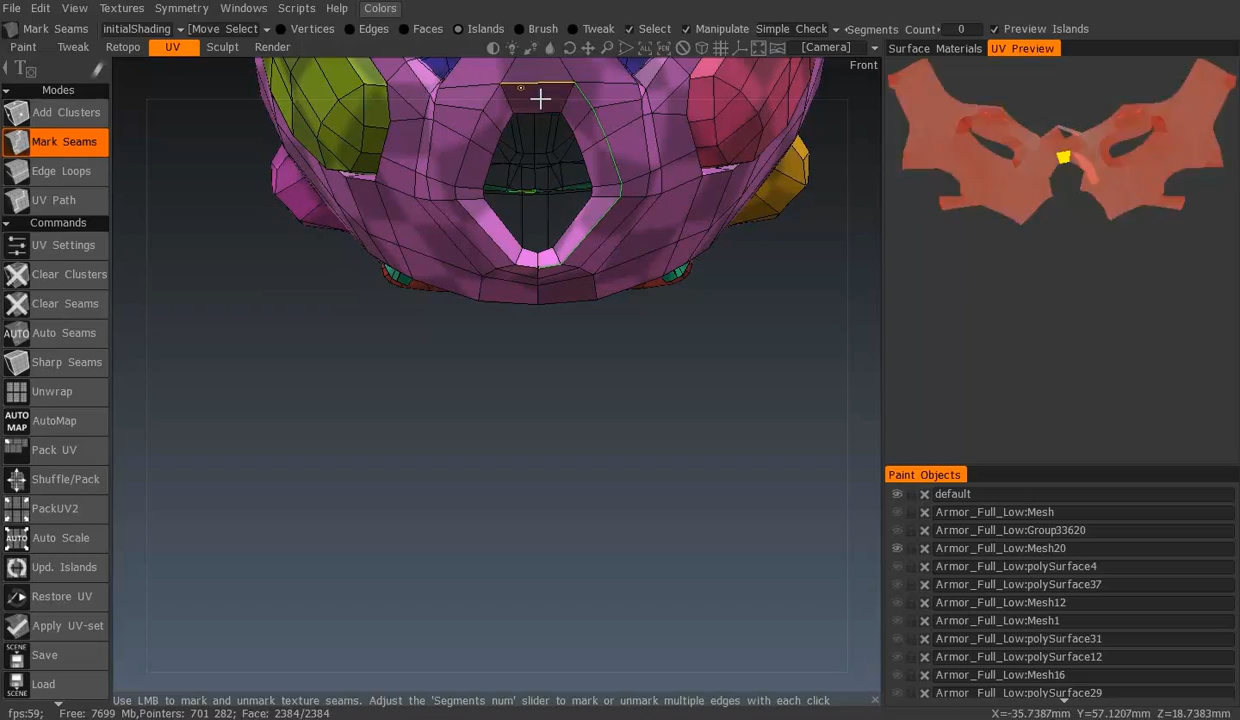 File Edit View Textures Symmetry Windows Scripts Help Colors
Mark Seams initialShading [Move Select] Vertices Edges Faces Islands Brush Tweak Select Manipulate Simple Check Segments Count: 0 Preview Islands
Paint Tweak Retopo UV Sculpt Render [Camera] Surface Materials UV Preview
Front
Modes
Add Clusters
Mark Seams
Edge Loops
UV Path
Commands
UV Settings
Clear Clusters
Clear Seams
AUTO Auto Seams
Sharp Seams
Unwrap
AUTO MAP AutoMap
Pack UV
Shuffle/Pack
PackUV2
Auto Scale
Upd. Islands
Restore UV
Apply UV-set
SCENE Save
Load SCENE
Paint Objects
default
Armor_Full_Low:Mesh
Armor_Full_Low:Group33620
Armor_Full_Low:Mesh20
Armor_Full_Low:polySurface4
Armor_Full_Low:polySurface37
Armor_Full_Low:Mesh12
Armor_Full_Low:Mesh1
Armor_Full_Low:polySurface31
Armor_Full_Low:polySurface12
Armor_Full_Low:Mesh16
Armor_Full_Low:polySurface29
Use LMB to mark and unmark texture seams. Adjust the 'Segments num' slider to mark or unmark multiple edges with each click
fps:59; Free: 7699 Mb,Pointers: 701 282; Face: 2384/2384 X=-35.7387mm Y=57.1207mm Z=18.7383mm